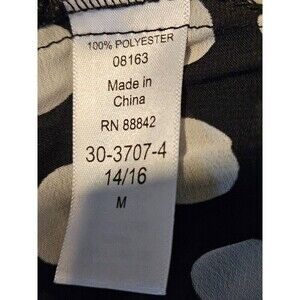 100% POLYESTER
08163
Made in
China
RN 88842
30-3707-4
14/16
M